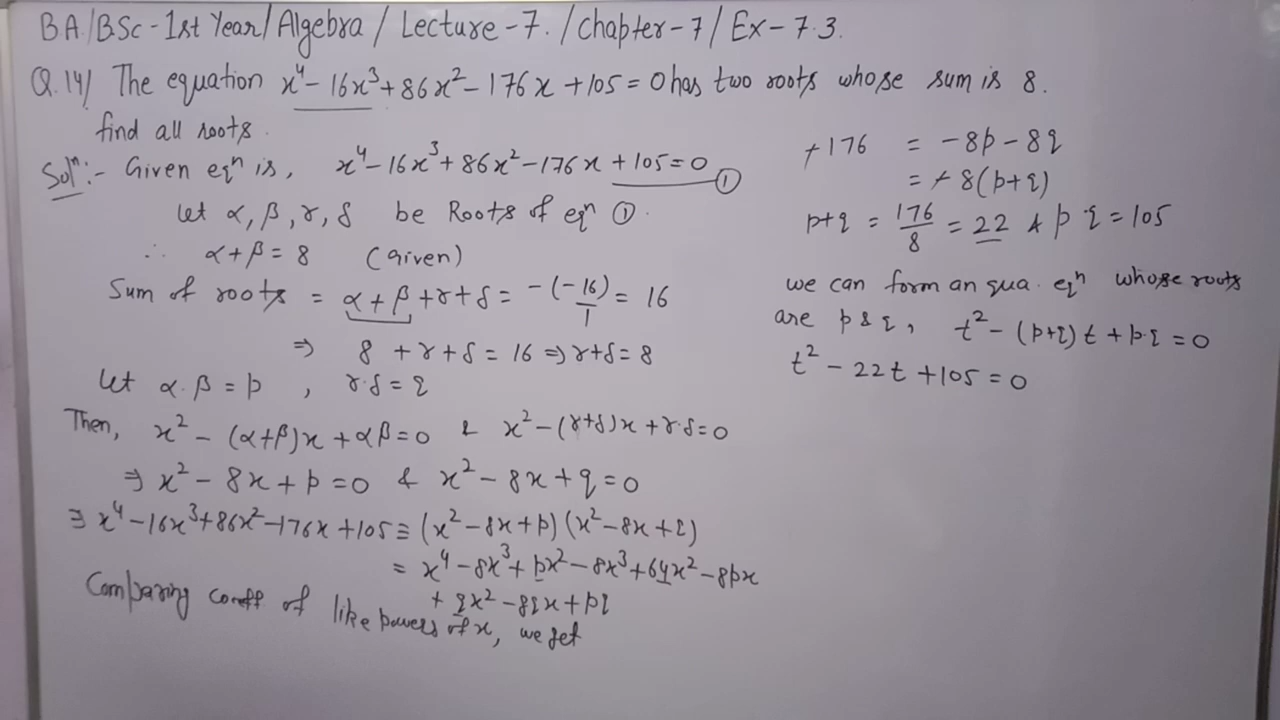 BA/BSc - 1st Year/Algebra / Lecture - 7. / Chapter - 7 / Ex - 7.3.
Q.14/ The equation x⁴ - 16x³ + 86x² - 176x + 105 = 0 has two roots whose sum is 8.
find all roots.
Solⁿ:- Given eqⁿ is, x⁴ - 16x³ + 86x² - 176x + 105 = 0 ①
Let α, β, γ, δ be Roots of eqⁿ ①.
∴ α + β = 8 (Given)
Sum of roots = α + β + γ + δ = -(-16)/1 = 16
⇒ 8 + γ + δ = 16 ⇒ γ + δ = 8
Let α.β = p , γ.δ = q
Then, x² - (α+β)x + αβ = 0 & x² - (γ+δ)x + γ.δ = 0
⇒ x² - 8x + p = 0 & x² - 8x + q = 0
⇒ x⁴ - 16x³ + 86x² - 176x + 105 ≡ (x² - 8x + p)(x² - 8x + q)
= x⁴ - 8x³ + px² - 8x³ + 64x² - 8px
+ qx² - 8qx + pq
Comparing coeff of like powers of x, we get
+176 = -8p - 8q
= -8(p+q)
p+q = 176/8 = 22 & p q = 105
we can form an qua. eqⁿ whose roots
are p & q, t² - (p+q)t + p.q = 0
t² - 22t + 105 = 0